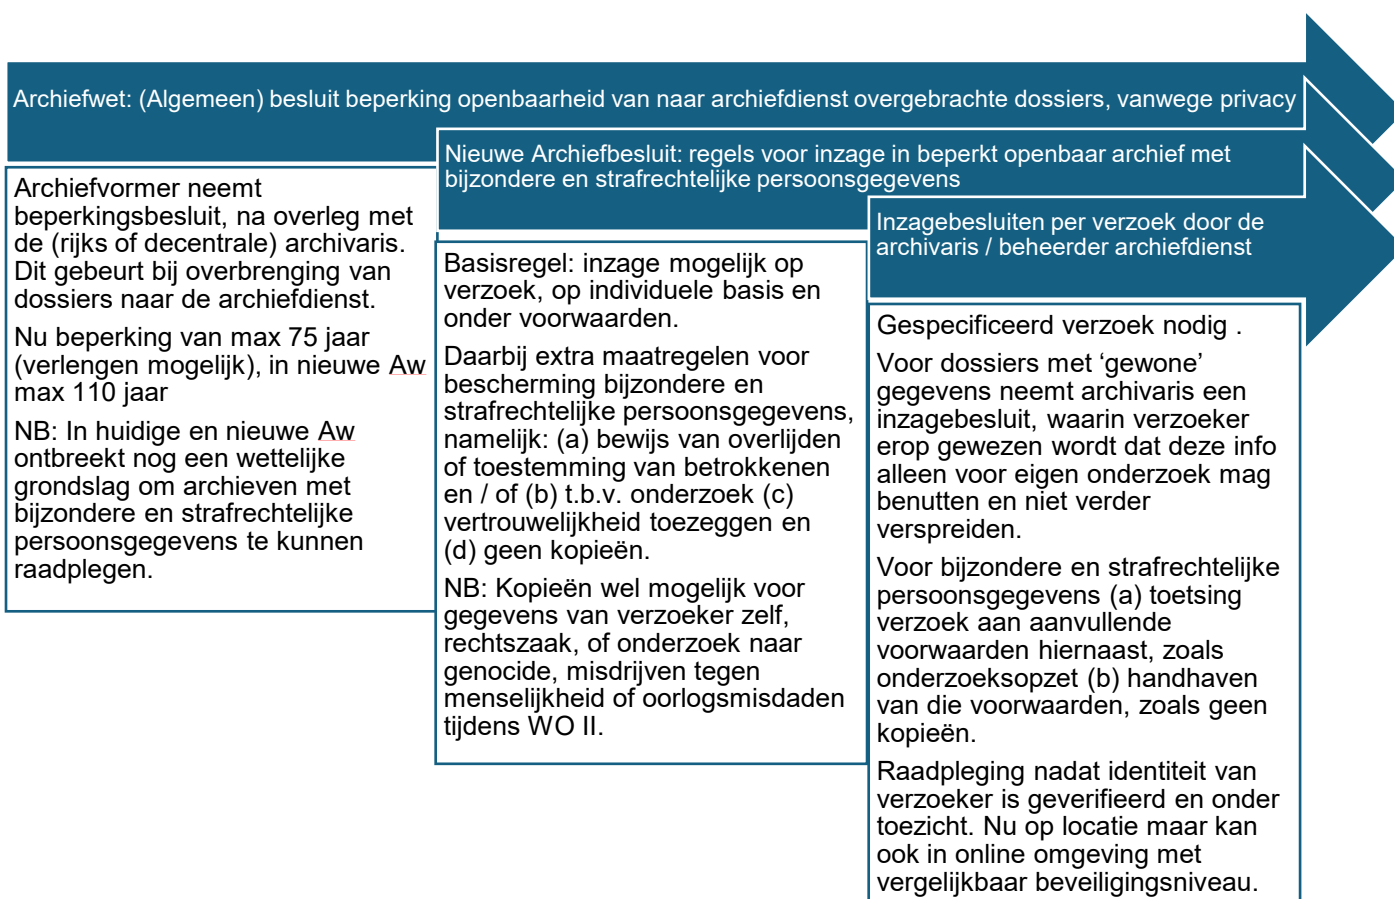 Archiefwet: (Algemeen) besluit beperking openbaarheid van naar archiefdienst overgebrachte dossiers, vanwege privacy
Archiefvormer neemt
beperkingsbesluit, na overleg met
de (rijks of decentrale) archivaris.
Dit gebeurt bij overbrenging van
dossiers naar de archiefdienst.
Nu beperking van max 75 jaar
(verlengen mogelijk), in nieuwe Aw
max 110 jaar
NB: In huidige en nieuwe Aw
ontbreekt nog een wettelijke
grondslag om archieven met
bijzondere en strafrechtelijke
persoonsgegevens te kunnen
raadplegen.
Nieuwe Archiefbesluit: regels voor inzage in beperkt openbaar archief met
bijzondere en strafrechtelijke persoonsgegevens
Basisregel: inzage mogelijk op
verzoek, op individuele basis en
onder voorwaarden.
Daarbij extra maatregelen voor
bescherming bijzondere en
strafrechtelijke persoonsgegevens,
namelijk: (a) bewijs van overlijden
of toestemming van betrokkenen
en / of (b) t.b.v. onderzoek (c)
vertrouwelijkheid toezeggen en
(d) geen kopieën.
NB: Kopieën wel mogelijk voor
gegevens van verzoeker zelf,
rechtszaak, of onderzoek naar
genocide, misdrijven tegen
menselijkheid of oorlogsmisdaden
tijdens WO II.
Inzagebesluiten per verzoek door de
archivaris / beheerder archiefdienst
Gespecificeerd verzoek nodig .
Voor dossiers met ‘gewone’
gegevens neemt archivaris een
inzagebesluit, waarin verzoeker
erop gewezen wordt dat deze info
alleen voor eigen onderzoek mag
benutten en niet verder
verspreiden.
Voor bijzondere en strafrechtelijke
persoonsgegevens (a) toetsing
verzoek aan aanvullende
voorwaarden hiernaast, zoals
onderzoeksopzet (b) handhaven
van die voorwaarden, zoals geen
kopieën.
Raadpleging nadat identiteit van
verzoeker is geverifieerd en onder
toezicht. Nu op locatie maar kan
ook in online omgeving met
vergelijkbaar beveiligingsniveau.